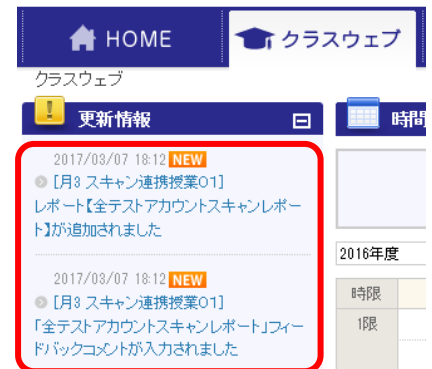 HOME
クラスウェブ
クラスウェブ
更新情報
時間
2017/03/07 18:12 NEW
[月3 スキャン連携授業01]
レポート【全テストアカウントスキャンレポー
ト】が追加されました
2016年度
2017/03/07 18:12 NEW
[月3 スキャン連携授業01]
「全テストアカウントスキャンレポート」フィー
ドバックコメントが入力されました
時限
1限